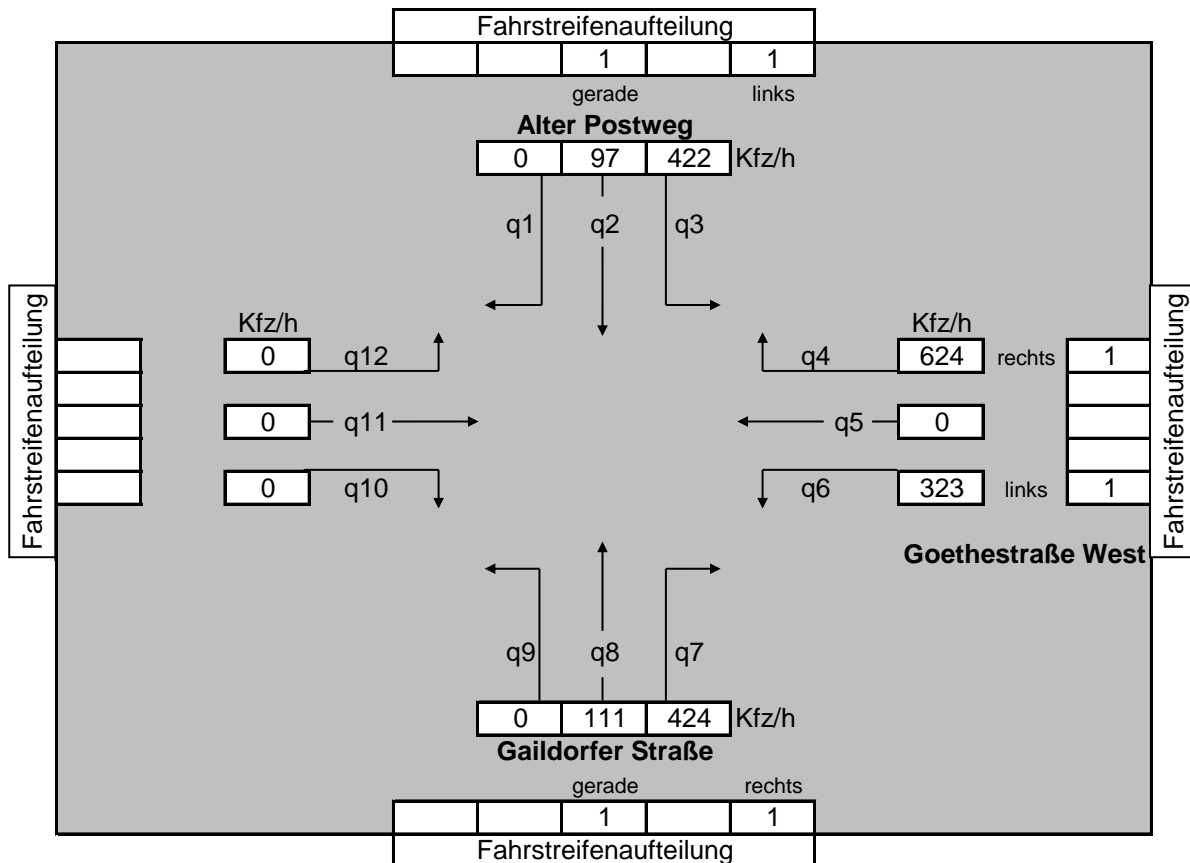 Fahrstreifenaufteilung
1 1
gerade links
Alter Postweg
0 97 422 Kfz/h
q1 q2 q3
Fahrstreifenaufteilung
Kfz/h
0 q12
0 q11
0 q10
Kfz/h
q4 624 rechts 1
q5 0
q6 323 links 1
Fahrstreifenaufteilung
Goethestraße West
q9 q8 q7
0 111 424 Kfz/h
Gaildorfer Straße
gerade rechts
1 1
Fahrstreifenaufteilung